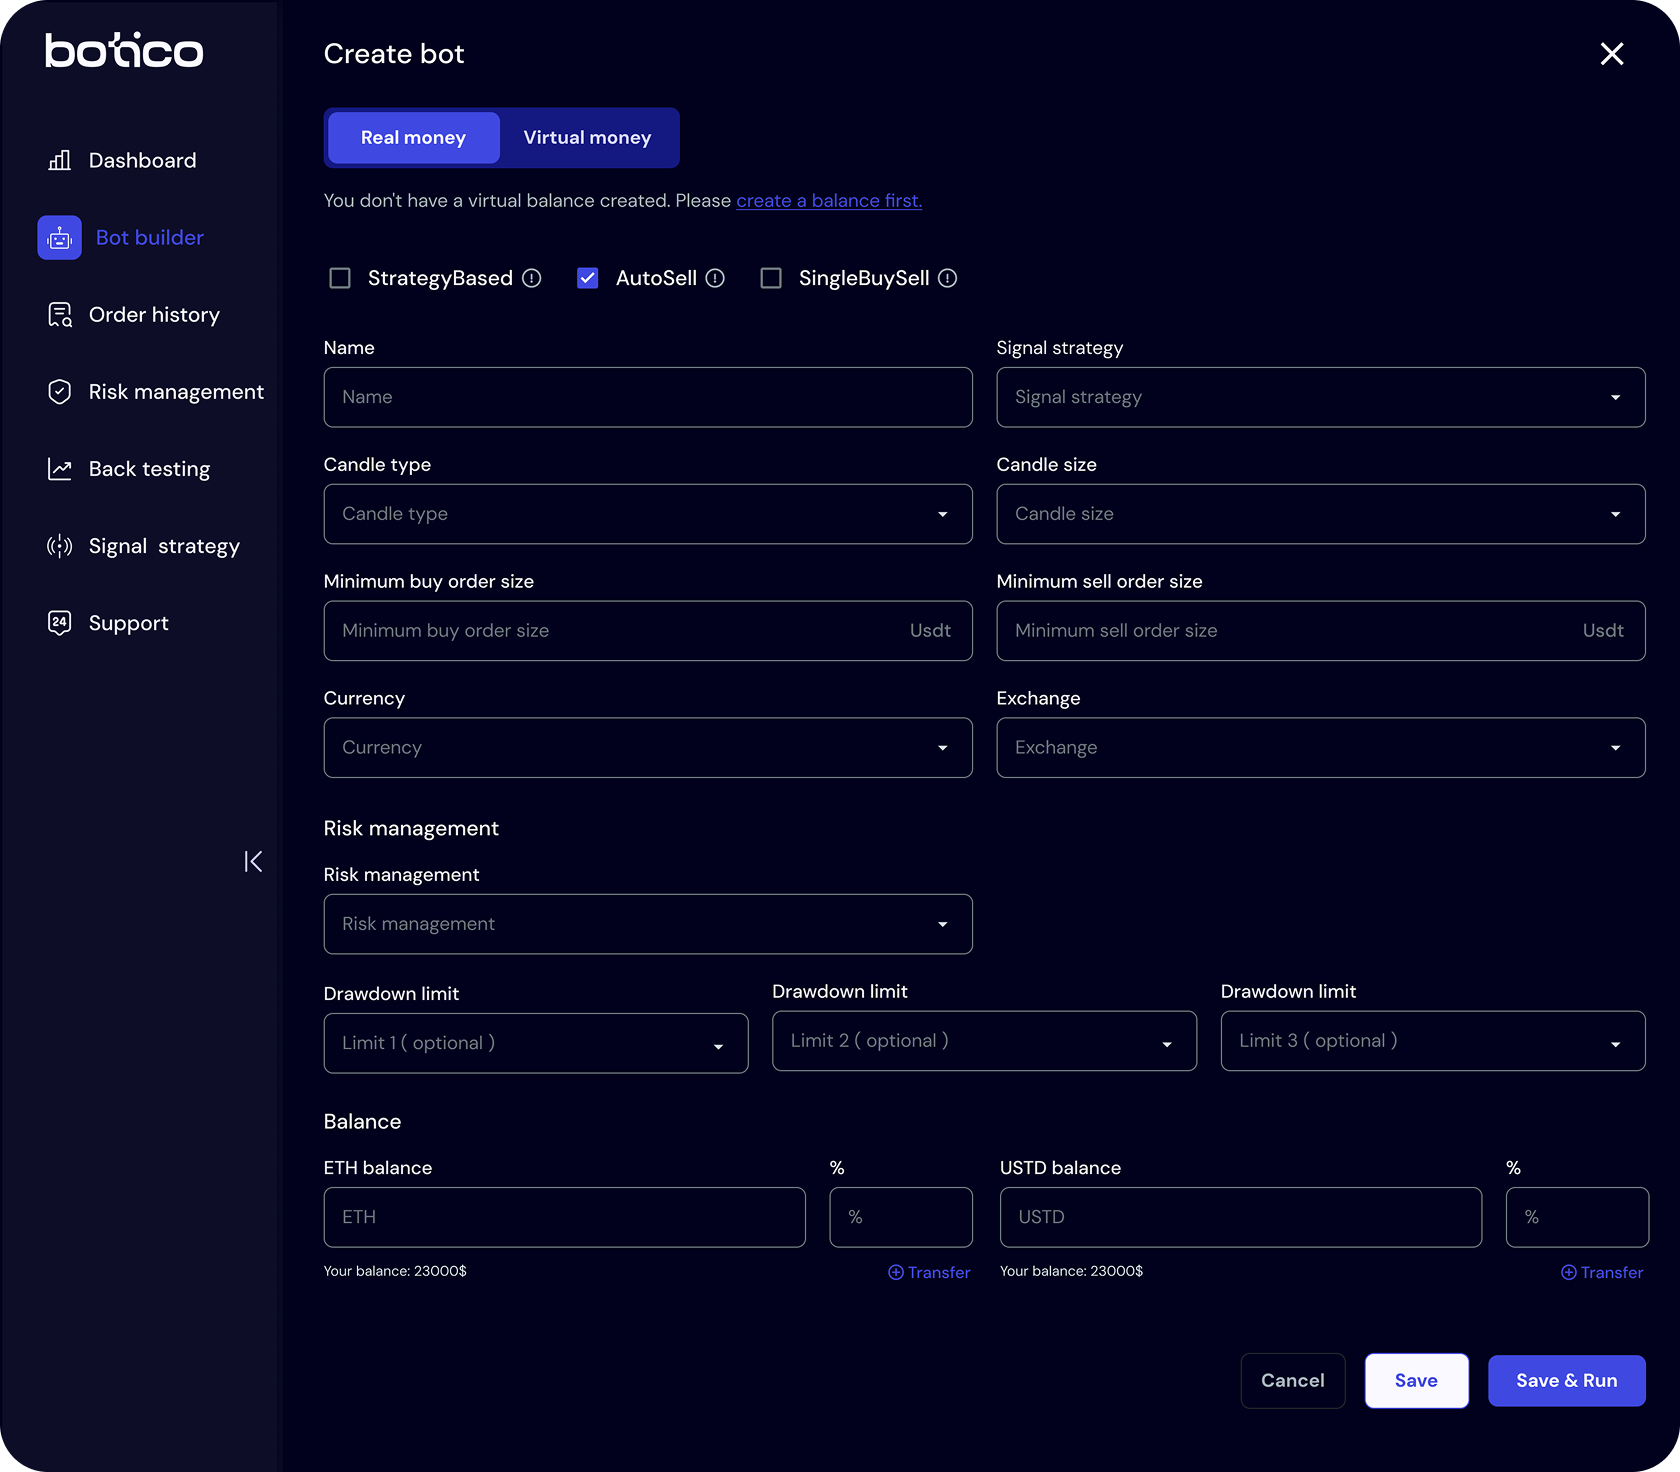 botico
Create bot
Real money
Virtual money
You don't have a virtual balance created. Please create a balance first.
Dashboard
Bot builder
Order history
Risk management
Back testing
Signal strategy
24
Support
StrategyBased
AutoSell
SingleBuySell
Name
Signal strategy
Name
Signal strategy
Candle type
Candle size
Candle type
Candle size
Minimum buy order size
Minimum sell order size
Minimum buy order size Usdt
Minimum sell order size Usdt
Currency
Exchange
Currency
Exchange
Risk management
Risk management
Risk management
Drawdown limit
Drawdown limit
Drawdown limit
Limit 1 ( optional )
Limit 2 ( optional )
Limit 3 ( optional )
Balance
ETH balance
%
USTD balance
%
ETH
%
USTD
%
Your balance: 23000$
Transfer
Your balance: 23000$
Transfer
Cancel
Save
Save & Run